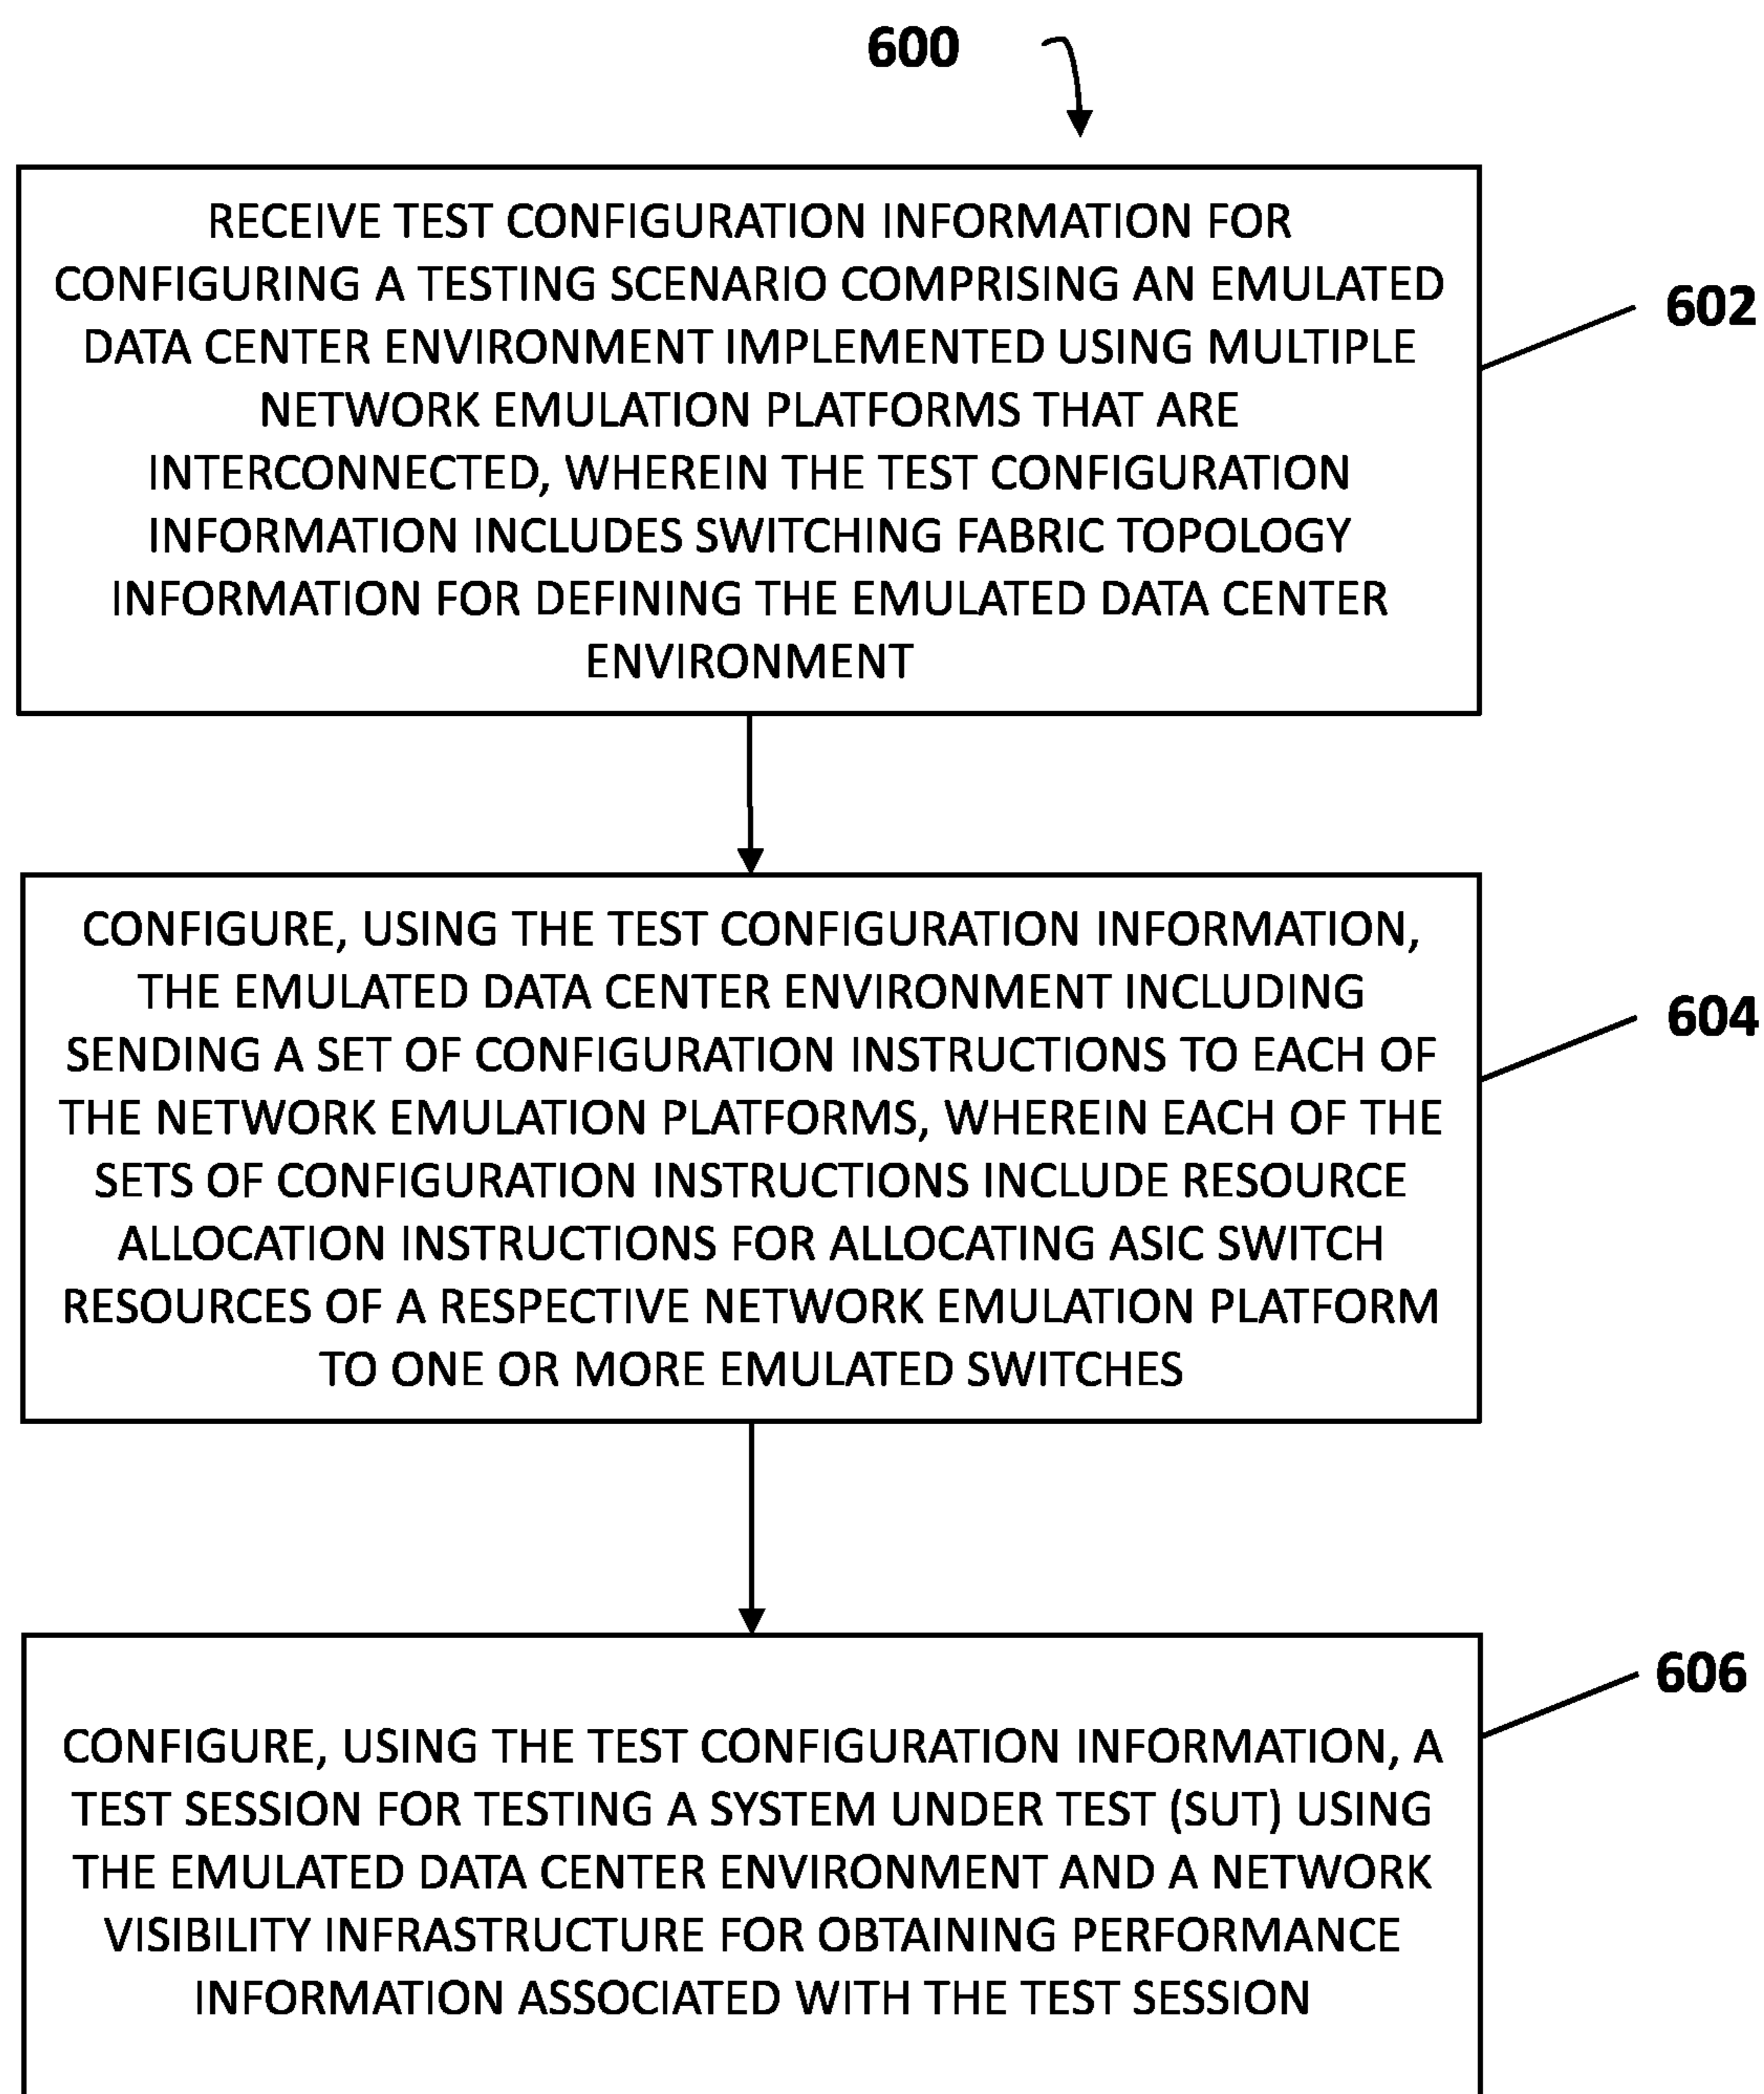 600
RECEIVE TEST CONFIGURATION INFORMATION FOR
CONFIGURING A TESTING SCENARIO COMPRISING AN EMULATED
DATA CENTER ENVIRONMENT IMPLEMENTED USING MULTIPLE
NETWORK EMULATION PLATFORMS THAT ARE
INTERCONNECTED, WHEREIN THE TEST CONFIGURATION
INFORMATION INCLUDES SWITCHING FABRIC TOPOLOGY
INFORMATION FOR DEFINING THE EMULATED DATA CENTER
ENVIRONMENT
602
CONFIGURE, USING THE TEST CONFIGURATION INFORMATION,
THE EMULATED DATA CENTER ENVIRONMENT INCLUDING
SENDING A SET OF CONFIGURATION INSTRUCTIONS TO EACH OF
THE NETWORK EMULATION PLATFORMS, WHEREIN EACH OF THE
SETS OF CONFIGURATION INSTRUCTIONS INCLUDE RESOURCE
ALLOCATION INSTRUCTIONS FOR ALLOCATING ASIC SWITCH
RESOURCES OF A RESPECTIVE NETWORK EMULATION PLATFORM
TO ONE OR MORE EMULATED SWITCHES
604
CONFIGURE, USING THE TEST CONFIGURATION INFORMATION, A
TEST SESSION FOR TESTING A SYSTEM UNDER TEST (SUT) USING
THE EMULATED DATA CENTER ENVIRONMENT AND A NETWORK
VISIBILITY INFRASTRUCTURE FOR OBTAINING PERFORMANCE
INFORMATION ASSOCIATED WITH THE TEST SESSION
606